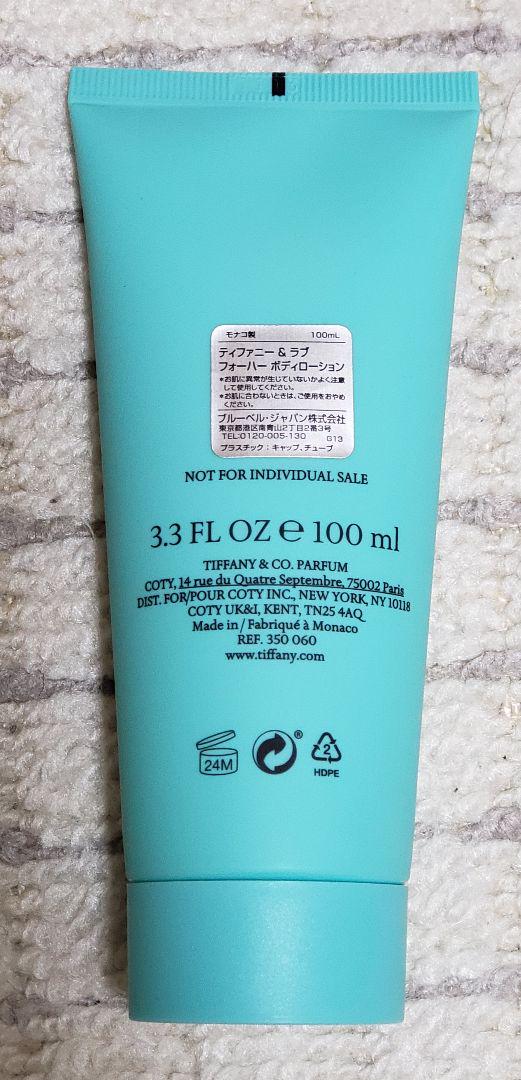 モナコ製 100mL
ティファニー & ラブ
フォーハー ボディローション
*お肌に異常が生じていないかよく注意
して使用してください。
*お肌に合わないときは、ご使用をおやめ
ください。
ブルーベル・ジャパン株式会社
東京都港区南青山2丁目2番3号
TEL:0120-005-130 G13
プラスチック：キャップ、チューブ
NOT FOR INDIVIDUAL SALE
3.3 FL OZ e 100 ml
TIFFANY & CO. PARFUM
COTY, 14 rue du Quatre Septembre, 75002 Paris
DIST. FOR/POUR COTY INC., NEW YORK, NY 10118
COTY UK&I, KENT, TN25 4AQ
Made in / Fabriqué à Monaco
REF. 350 060
www.tiffany.com
24M ® 2
HDPE